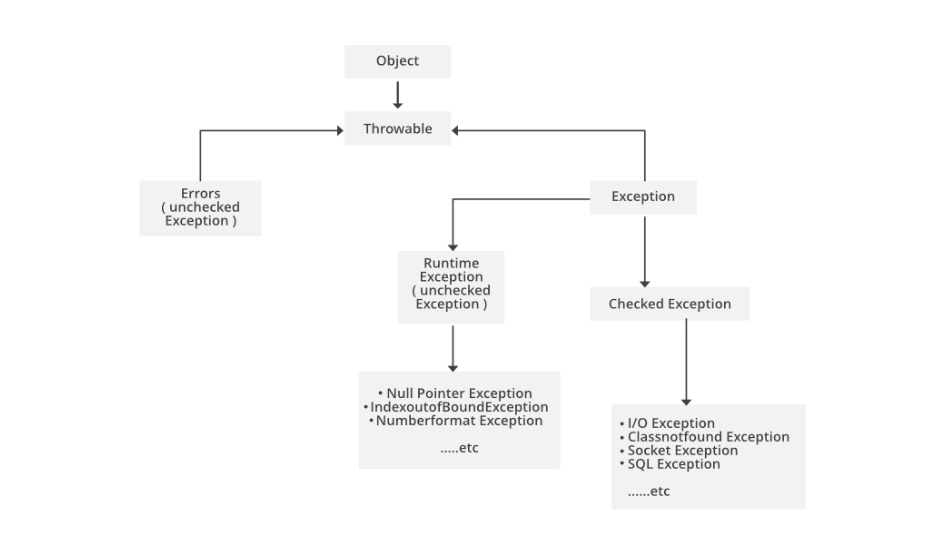 Object
Throwable
Errors
( unchecked
Exception )
Exception
Runtime
Exception
( unchecked
Exception )
Checked Exception
• Null Pointer Exception
• IndexoutofBoundException
• Numberformat Exception
.....etc
• I/O Exception
• Classnotfound Exception
• Socket Exception
• SQL Exception
......etc